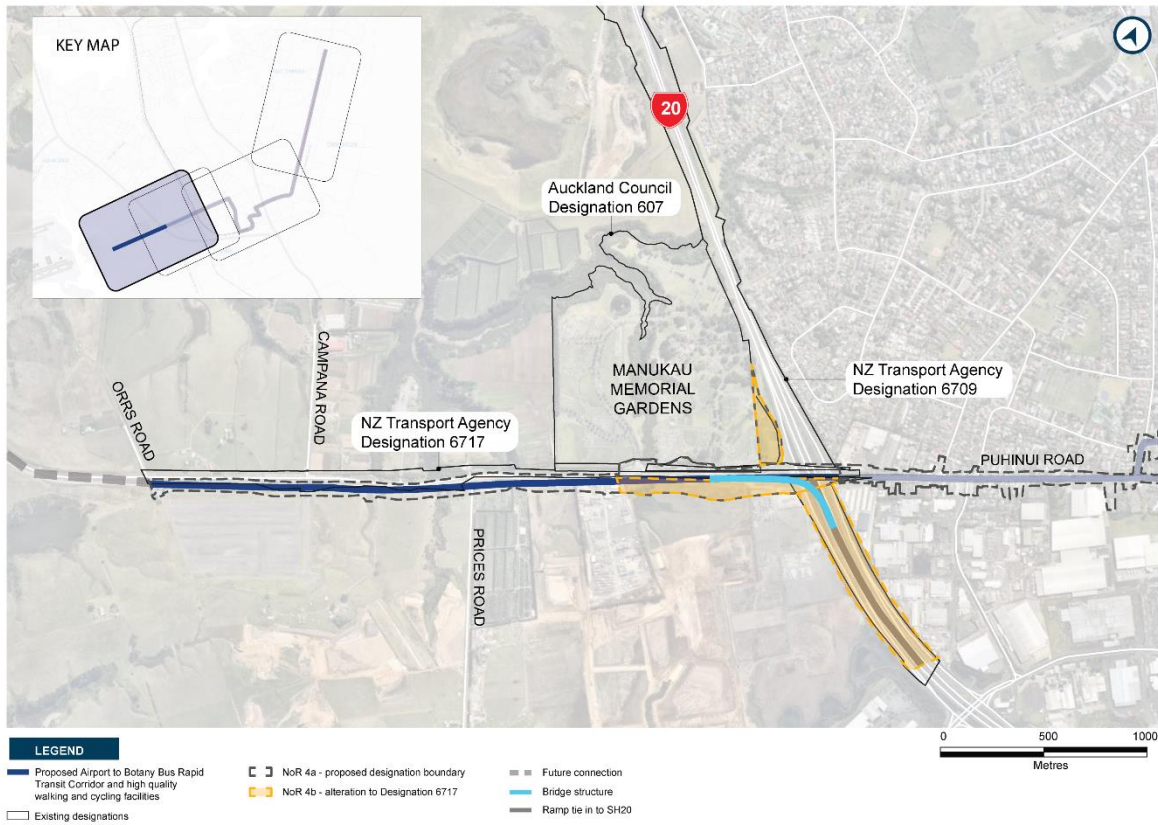 KEY MAP
20
Auckland Council
Designation 607
MANUKAU
MEMORIAL
GARDENS
NZ Transport Agency
Designation 6709
CAMPANA ROAD
ORRS ROAD
NZ Transport Agency
Designation 6717
PUHINUI ROAD
PRICES ROAD
0 500 1000
Metres
LEGEND
Proposed Airport to Botany Bus Rapid
Transit Corridor and high quality
walking and cycling facilities
Existing designations
NoR 4a - proposed designation boundary
NoR 4b - alteration to Designation 6717
Future connection
Bridge structure
Ramp tie in to SH20